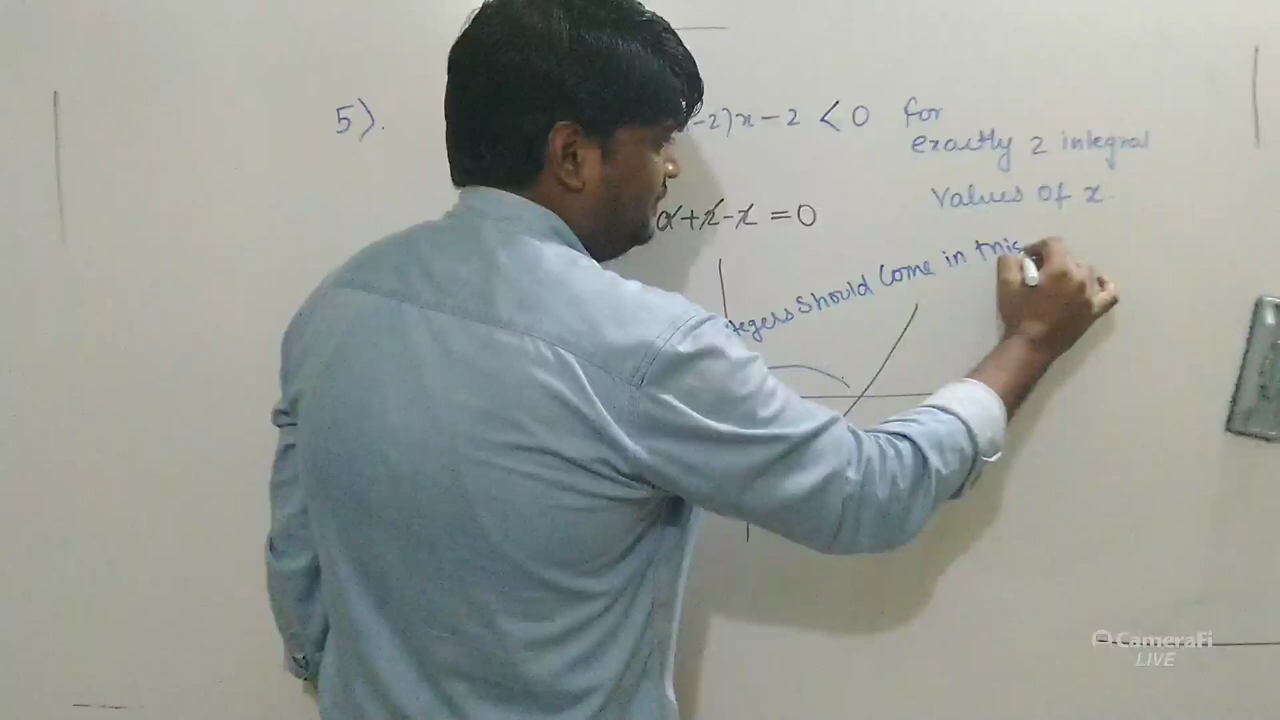 5).
-2)x-2 < 0 for
exactly 2 integral
values of x.
α+x-x = 0
tegers should come in this
CameraFi
LIVE